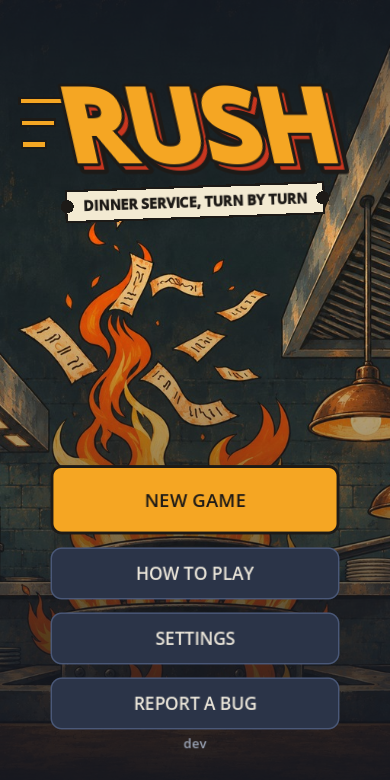 RUSH
DINNER SERVICE, TURN BY TURN
NEW GAME
HOW TO PLAY
SETTINGS
REPORT A BUG
dev